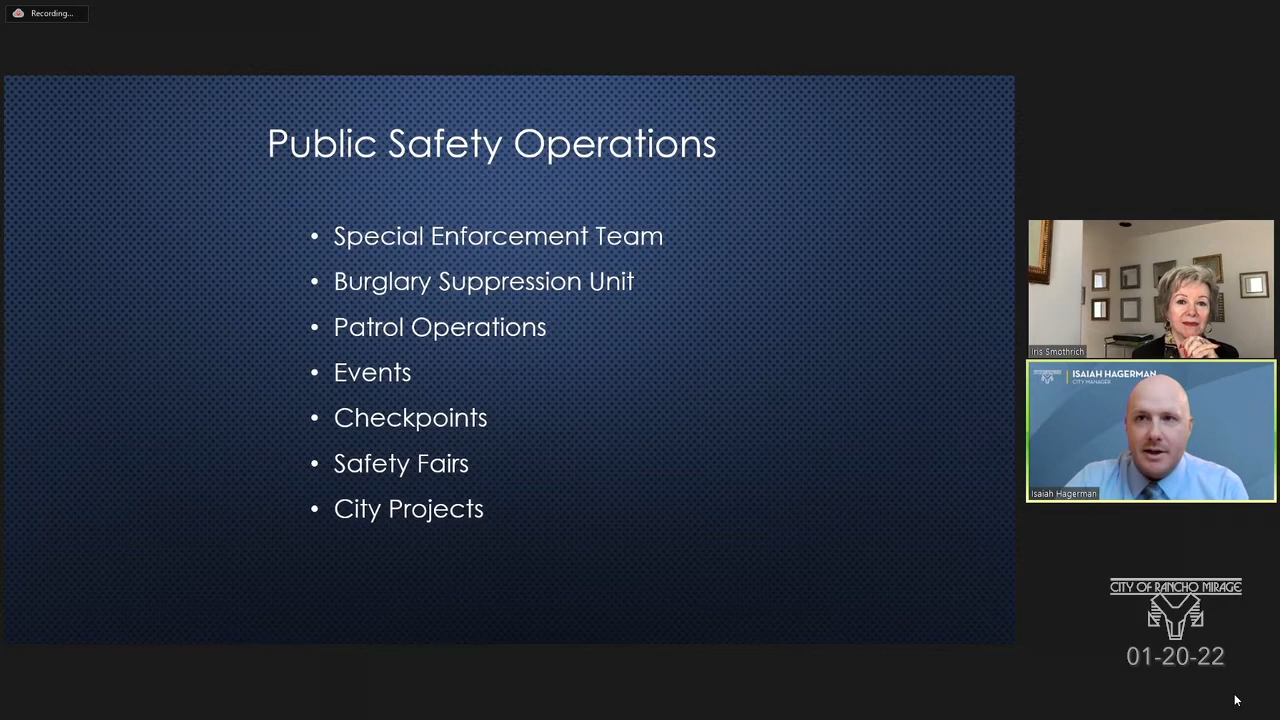 Recording...
Public Safety Operations
• Special Enforcement Team
• Burglary Suppression Unit
• Patrol Operations
• Events
• Checkpoints
• Safety Fairs
• City Projects
Iris Smothrich
ISAIAH HAGERMAN
CITY MANAGER
Isaiah Hagerman
CITY OF RANCHO MIRAGE
01-20-22